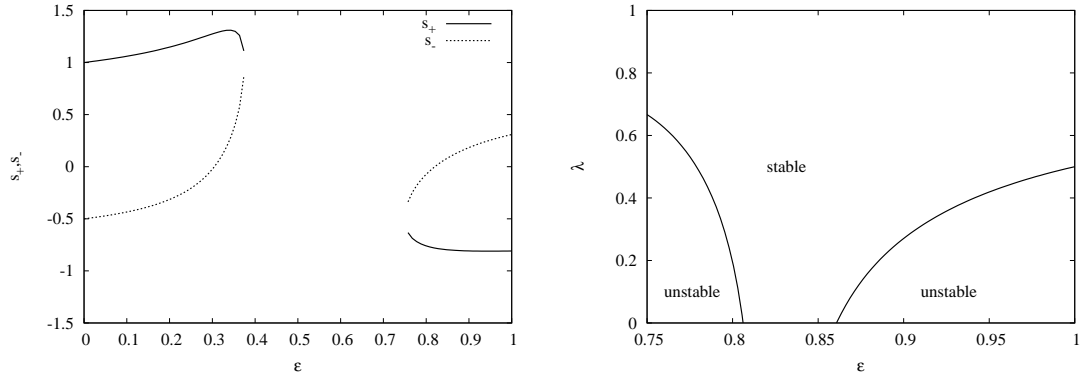 1.5
1
0.5
0
-0.5
-1
-1.5
s₊,s₋
s₊
s₋
0 0.1 0.2 0.3 0.4 0.5 0.6 0.7 0.8 0.9 1
ε
1
0.8
0.6
0.4
0.2
0
λ
stable
unstable
unstable
0.75 0.8 0.85 0.9 0.95 1
ε